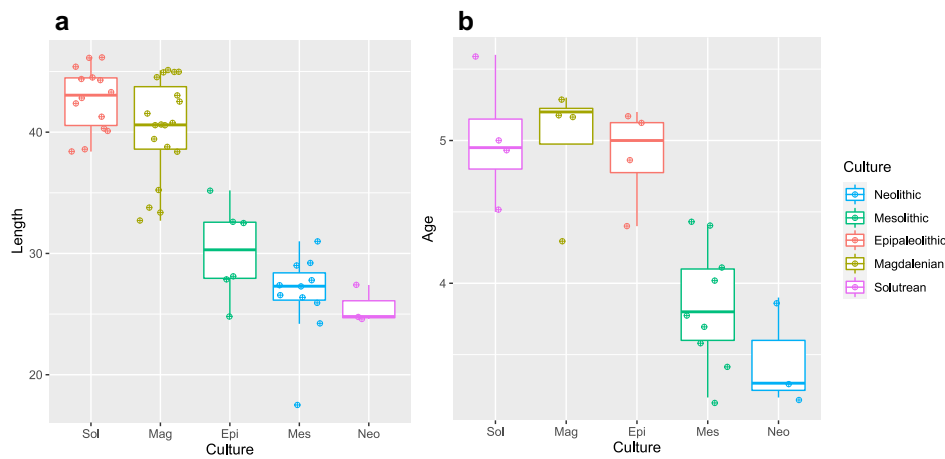 a
b
Length
40
30
20
Sol Mag Epi Mes Neo
Culture
Age
5
4
Sol Mag Epi Mes Neo
Culture
Culture
Neolithic
Mesolithic
Epipaleolithic
Magdalenian
Solutrean